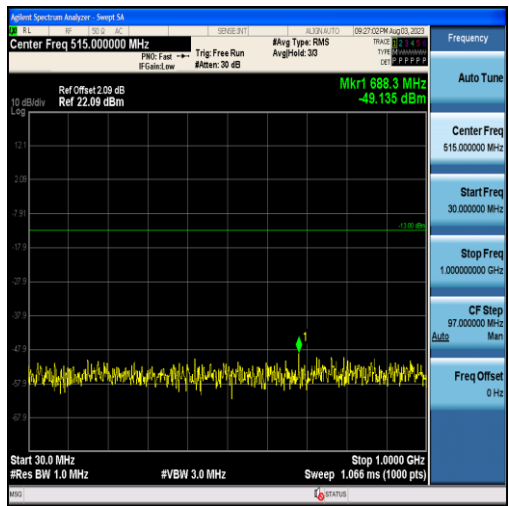 Agilent Spectrum Analyzer - Swept SA
RL RF 50 Ω AC SENSE:INT ALIGN AUTO 09:27:02 PM Aug 03, 2023
Center Freq 515.000000 MHz
PNO: Fast
IFGain:Low
Trig: Free Run
#Atten: 30 dB
#Avg Type: RMS
Avg|Hold: 3/3
TRACE 1 2 3 4 5 6
TYPE M
DET P P P P P P
Ref Offset 2.09 dB
Ref 22.09 dBm
10 dB/div
Log
Mkr1 688.3 MHz
-49.135 dBm
12.1
2.09
-7.91
-13.00 dBm
-17.9
-27.9
-37.9
-47.9
-57.9
-67.9
1
Start 30.0 MHz
#Res BW 1.0 MHz
#VBW 3.0 MHz
Stop 1.0000 GHz
Sweep 1.066 ms (1000 pts)
MSG
STATUS
Frequency
Auto Tune
Center Freq
515.000000 MHz
Start Freq
30.000000 MHz
Stop Freq
1.000000000 GHz
CF Step
97.000000 MHz
Auto Man
Freq Offset
0 Hz